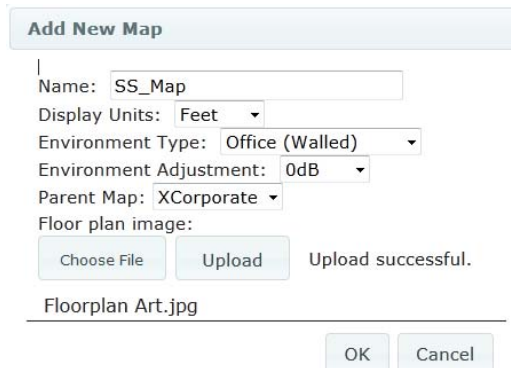 Add New Map
Name: SS_Map
Display Units: Feet
Environment Type: Office (Walled)
Environment Adjustment: 0dB
Parent Map: XCorporate
Floor plan image:
Choose File Upload Upload successful.
Floorplan Art.jpg
OK Cancel